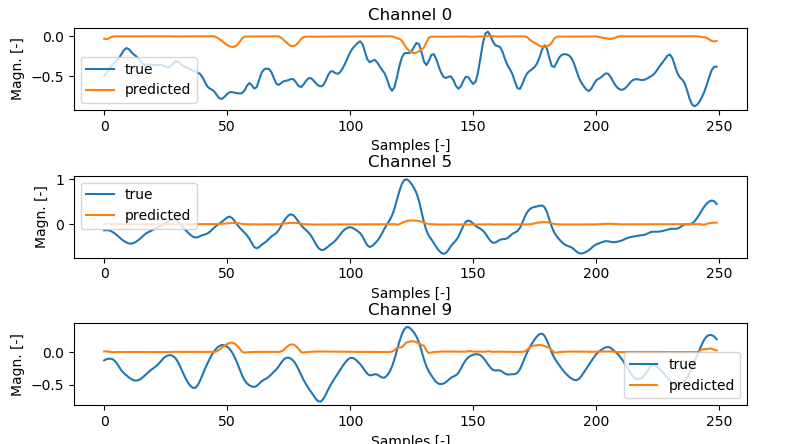 Channel 0
Magn. [-]
0.0
−0.5
true
predicted
0 50 100 150 200 250
Samples [-]
Channel 5
Magn. [-]
1
0
true
predicted
0 50 100 150 200 250
Samples [-]
Channel 9
Magn. [-]
0.0
−0.5
true
predicted
0 50 100 150 200 250
Samples [-]